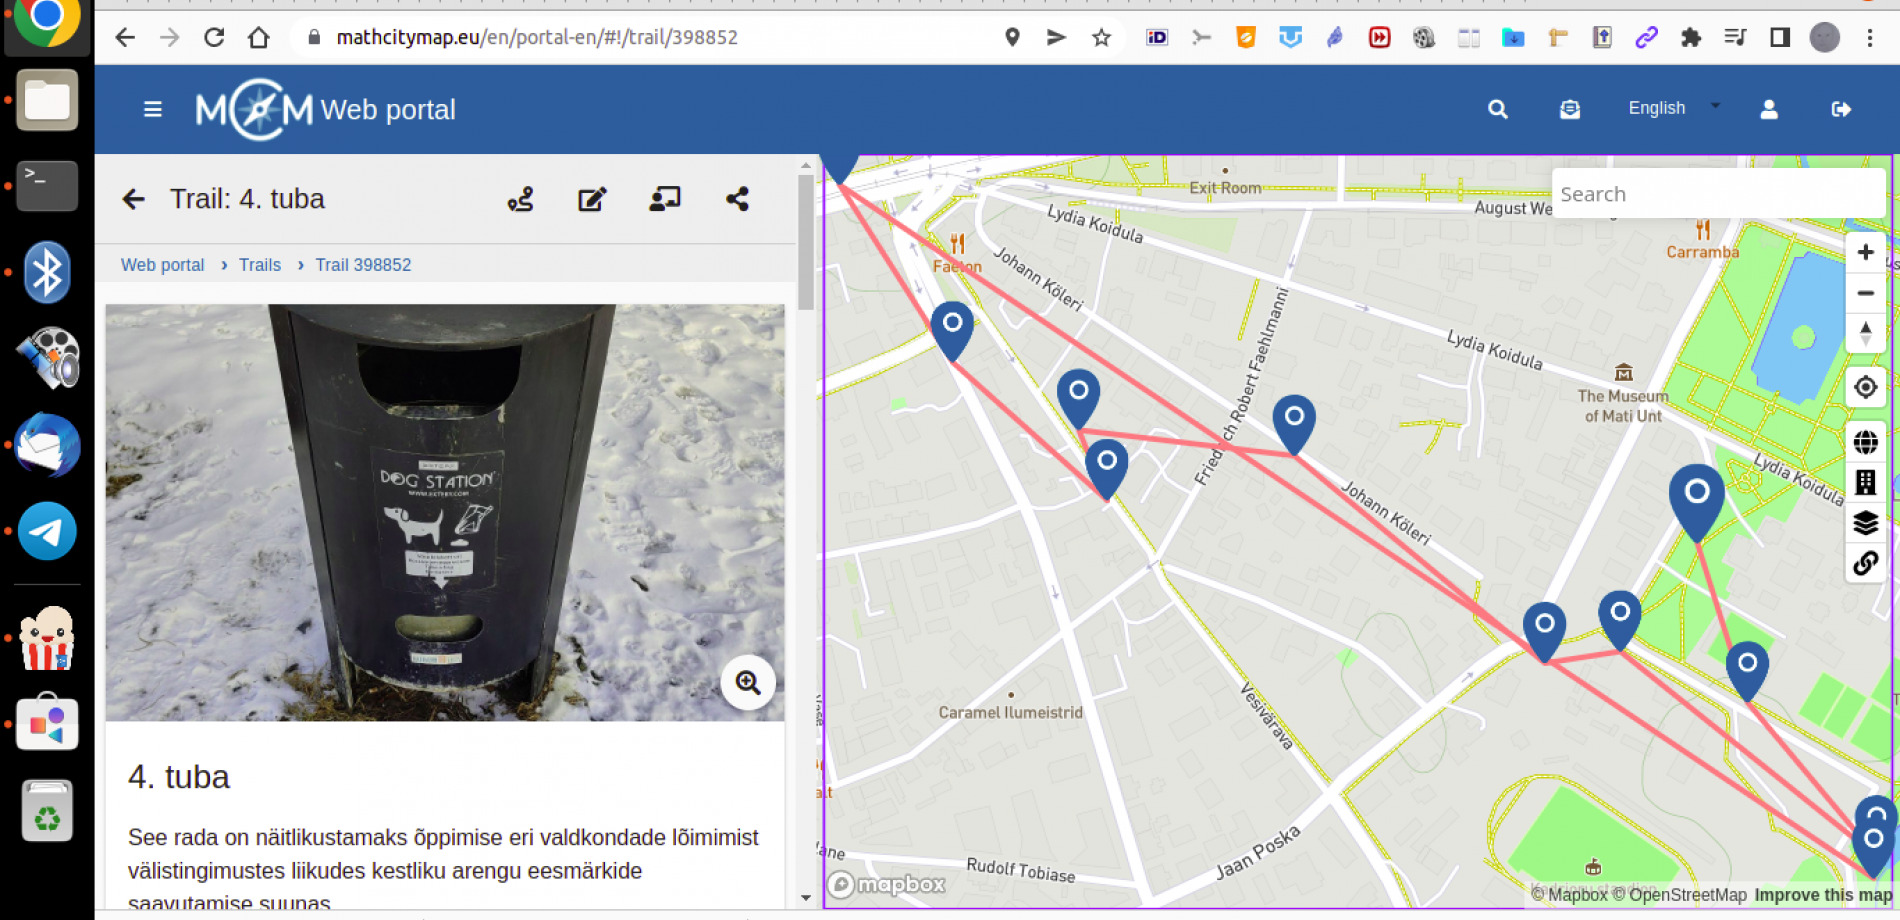 mathcitymap.eu/en/portal-en/#!/trail/398852
MCM Web portal
English
Trail: 4. tuba
Web portal › Trails › Trail 398852
DOG STATION
4. tuba
See rada on näitlikustamaks õppimise eri valdkondade lõimimist
välistingimustes liikudes kestliku arengu eesmärkide
saavutamise suunas
Search
Exit Room
August We
Lydia Koidula
Carramba
Faeton
Johann Köleri
Friedrich Robert Faehlmanni
Lydia Koidula
The Museum
of Mati Unt
Lydia Koidula
Johann Köleri
Caramel Ilumeistrid
Vesivärava
Jaan Poska
Rudolf Tobiase
mapbox
© Mapbox © OpenStreetMap Improve this map